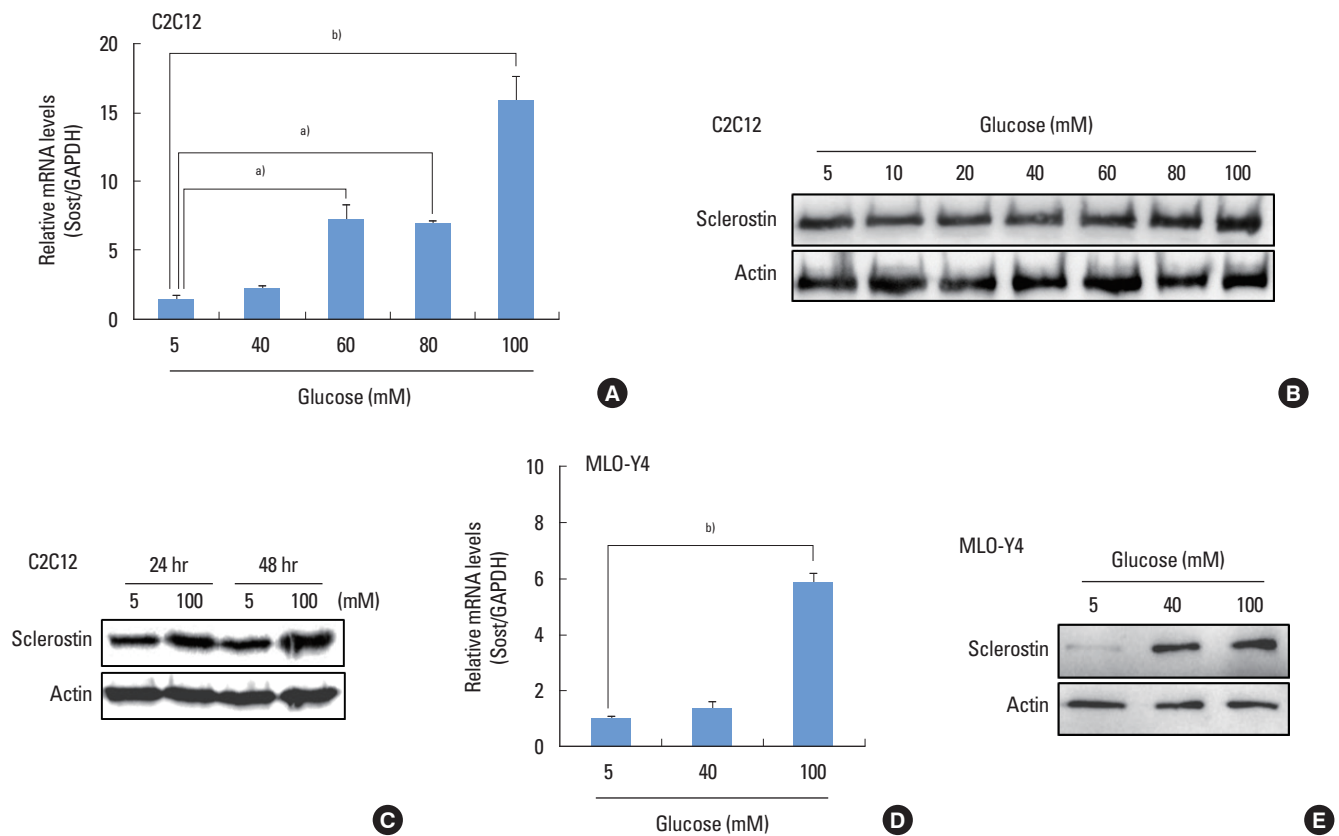 C2C12
Relative mRNA levels
(Sost/GAPDH)
20
15
10
5
0
b)
a)
a)
5 40 60 80 100
Glucose (mM)
A
C2C12 Glucose (mM)
5 10 20 40 60 80 100
Sclerostin
Actin
B
C2C12 24 hr 48 hr
5 100 5 100 (mM)
Sclerostin
Actin
C
MLO-Y4
Relative mRNA levels
(Sost/GAPDH)
10
8
6
4
2
0
b)
5 40 100
Glucose (mM)
D
MLO-Y4
Glucose (mM)
5 40 100
Sclerostin
Actin
E